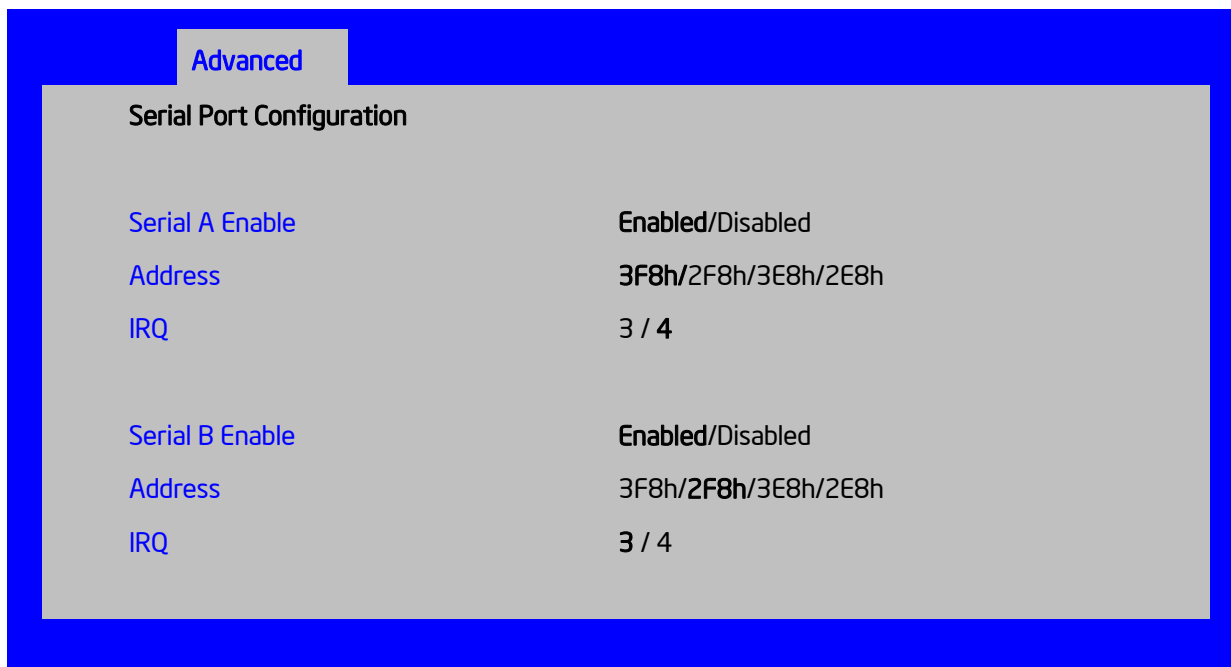 Advanced
Serial Port Configuration
Serial A Enable Enabled/Disabled
Address 3F8h/2F8h/3E8h/2E8h
IRQ 3 / 4
Serial B Enable Enabled/Disabled
Address 3F8h/2F8h/3E8h/2E8h
IRQ 3 / 4